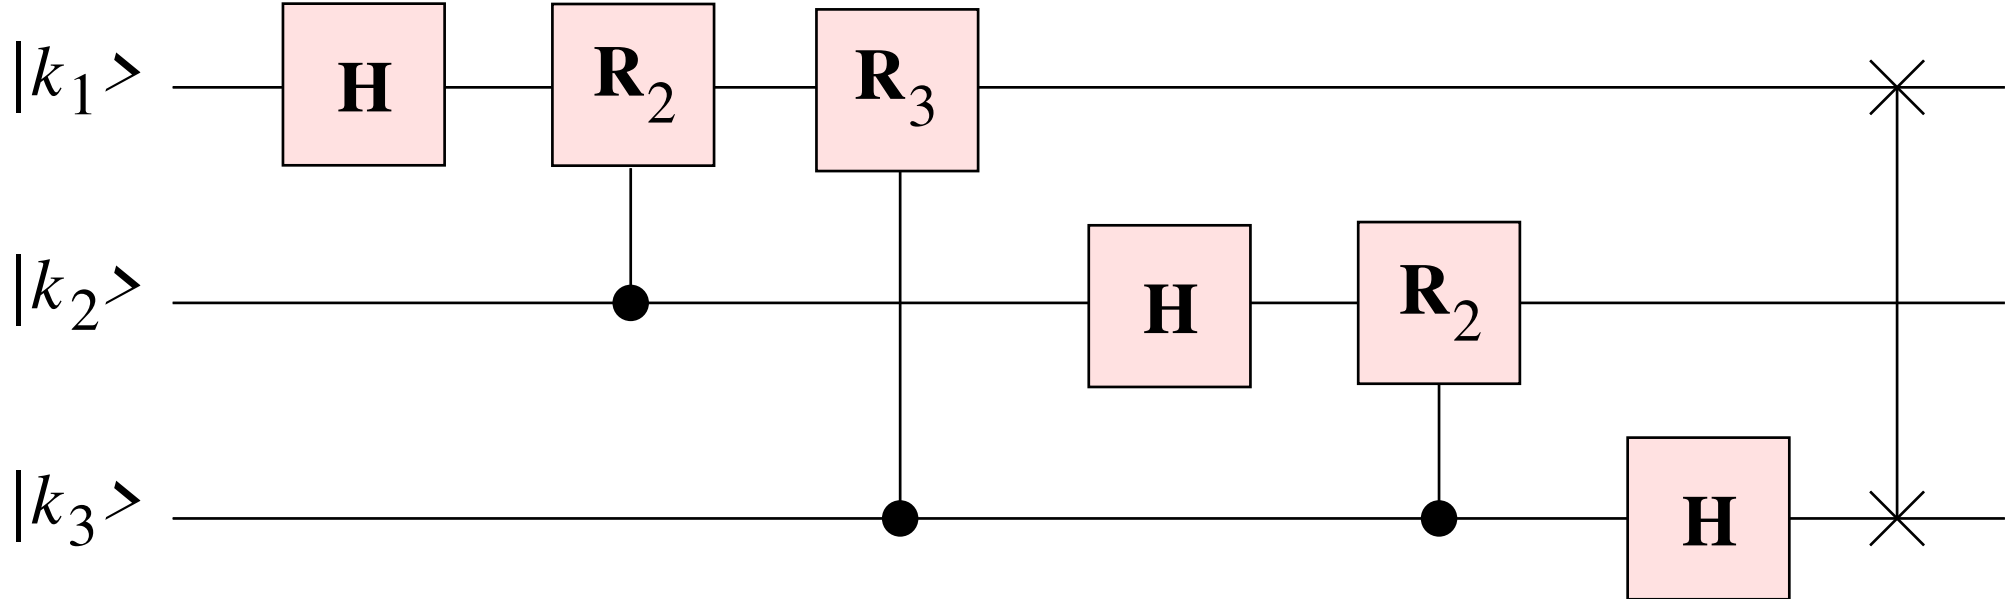 |k₁> H R₂ R₃
|k₂> H R₂
|k₃> H